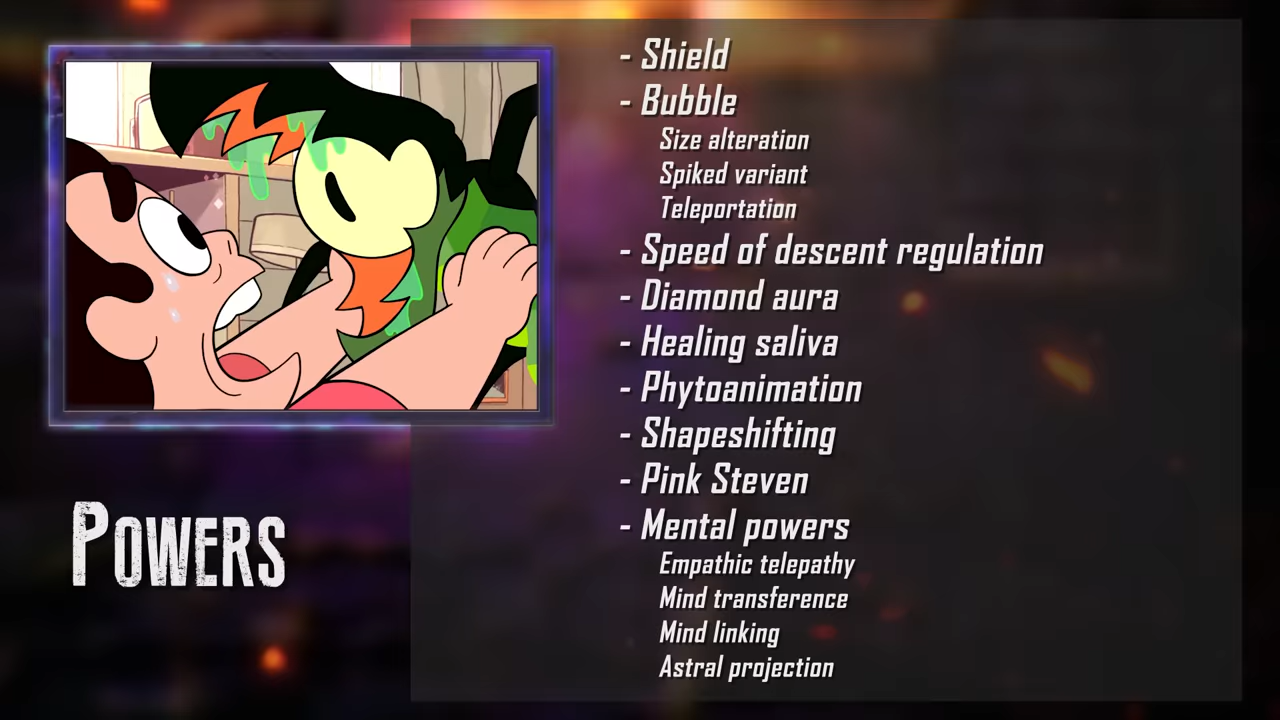 - Shield
- Bubble
Size alteration
Spiked variant
Teleportation
- Speed of descent regulation
- Diamond aura
- Healing saliva
- Phytoanimation
- Shapeshifting
- Pink Steven
- Mental powers
Empathic telepathy
Mind transference
Mind linking
Astral projection
Powers